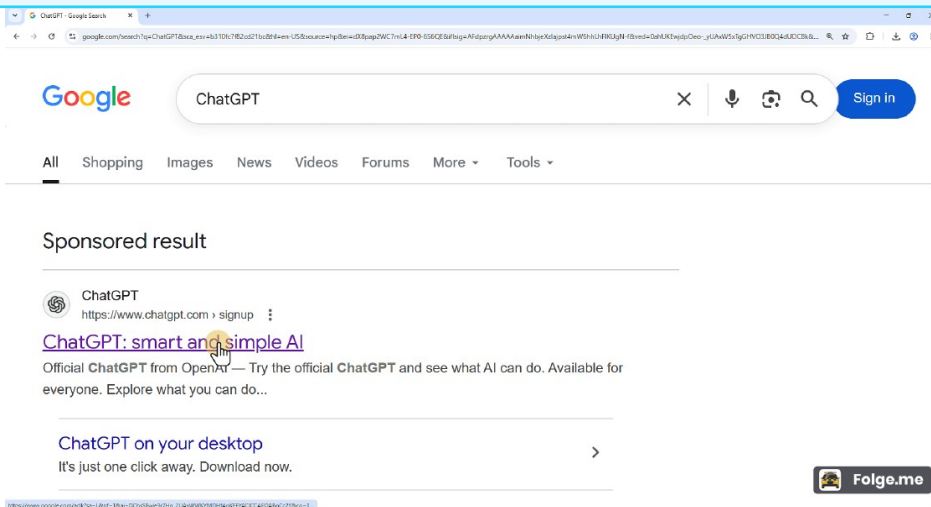 ChatGPT - Google Search
Google
ChatGPT
Sign in
All Shopping Images News Videos Forums More Tools
Sponsored result
ChatGPT
https://www.chatgpt.com › signup
ChatGPT: smart and simple AI
Official ChatGPT from OpenAI — Try the official ChatGPT and see what AI can do. Available for
everyone. Explore what you can do...
ChatGPT on your desktop
It's just one click away. Download now.
Folge.me